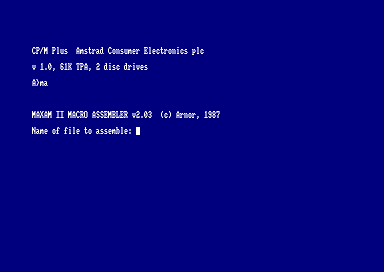 CP/M Plus  Amstrad Consumer Electronics plc
v 1.0, 61K TPA, 2 disc drives
A>ma
MAXAM II MACRO ASSEMBLER v2.03  (c) Arnor, 1987
Name of file to assemble: